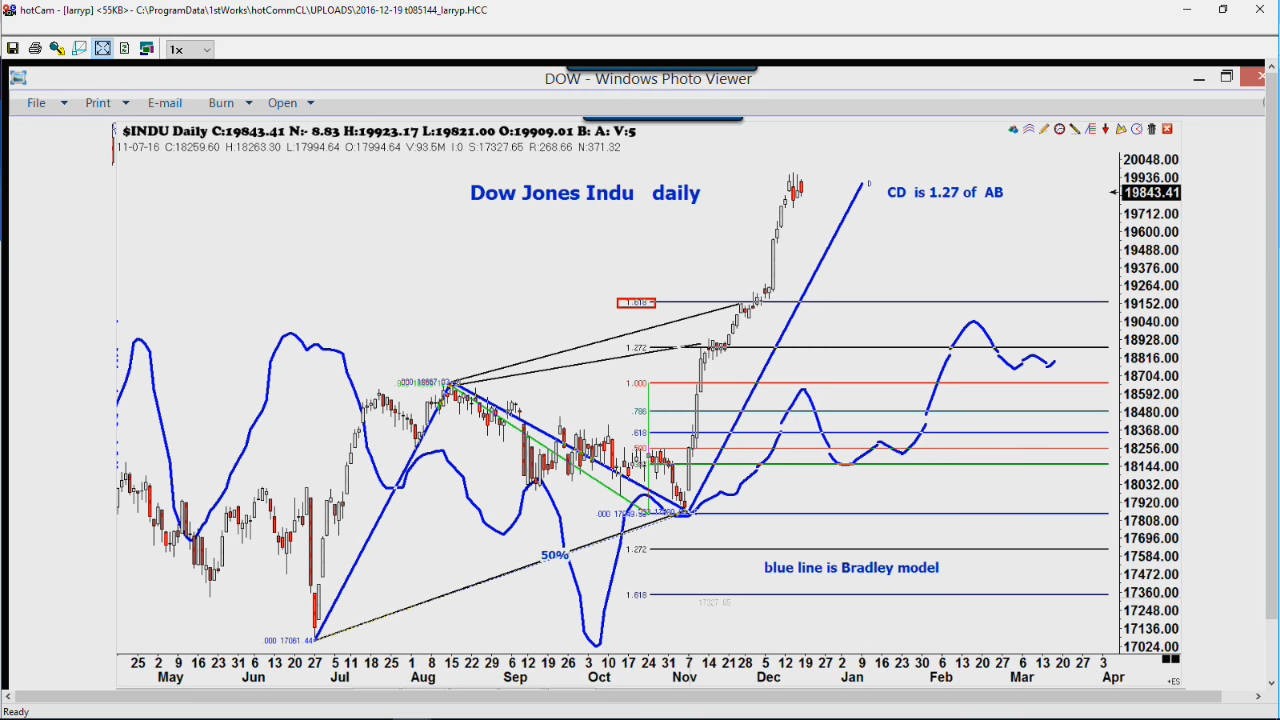 hotCam - [larryp] <55KB> - C:\ProgramData\1stWorks\hotCommCL\UPLOADS\2016-12-19 t085144_larryp.HCC
1x
DOW - Windows Photo Viewer
File Print E-mail Burn Open
$INDU Daily C:19843.41 N:- 8.83 H:19923.17 L:19821.00 O:19909.01 B: A: V:5
11-07-16 C:18259.60 H:18263.30 L:17994.64 O:17994.64 V:93.5M I:0 S:17327.65 R:268.66 N:371.32
20048.00
19936.00
Dow Jones Indu daily
D
CD is 1.27 of AB
19843.41
19712.00
19600.00
19488.00
19376.00
19264.00
1.618
19152.00
19040.00
1.272
18928.00
18816.00
1.000
18704.00
18592.00
.786
18480.00
.618
18368.00
18256.00
18144.00
18032.00
17920.00
.000
17808.00
1.272
17696.00
50%
17584.00
blue line is Bradley model
17472.00
1.618
17360.00
17327.65
17248.00
17136.00
.000 17061.44
17024.00
25 2 9 16 23 31 6 13 20 27 5 11 18 25 1 8 15 22 29 6 12 19 26 3 10 17 24 31 7 14 21 28 5 12 19 27 2 9 16 23 30 6 13 20 27 6 13 20 27 3
May Jun Jul Aug Sep Oct Nov Dec Jan Feb Mar Apr
+ES
Ready